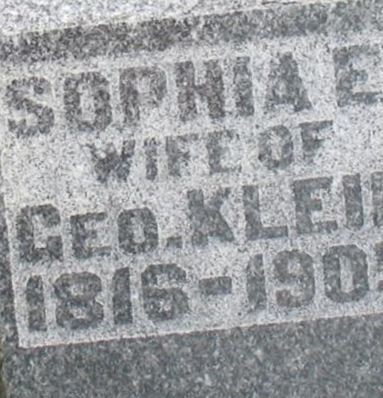 SOPHIA E
WIFE OF
GEO. KLEI
1816-190